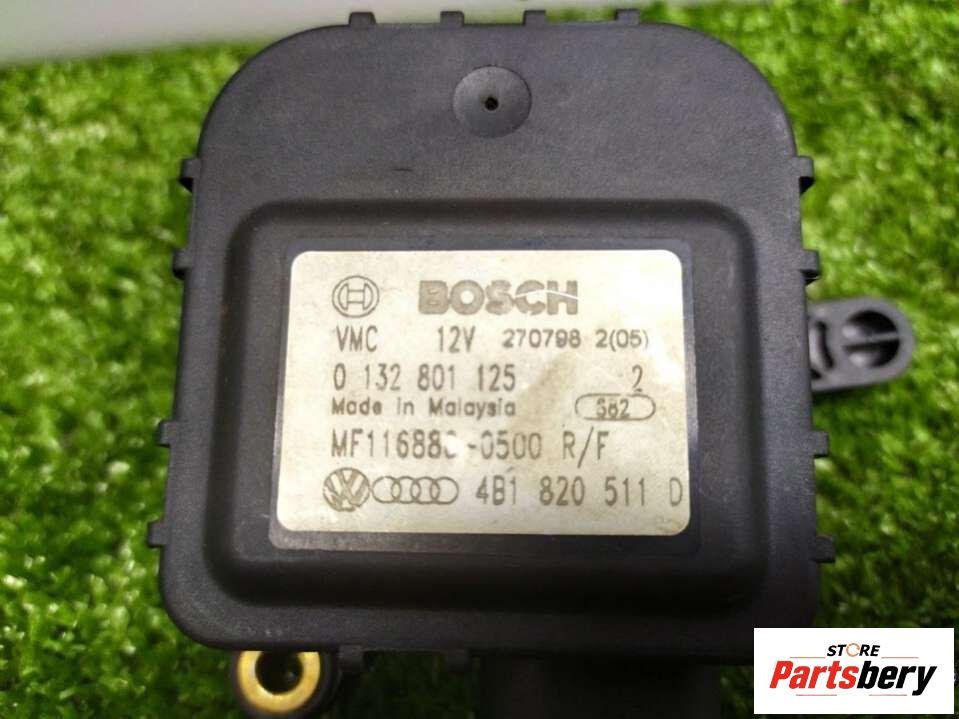 BOSCH
VMC 12V 270798 2(05)
0 132 801 125 2
Made in Malaysia
-0500 R/F
4B1 820 511 D
STORE
Partsbery